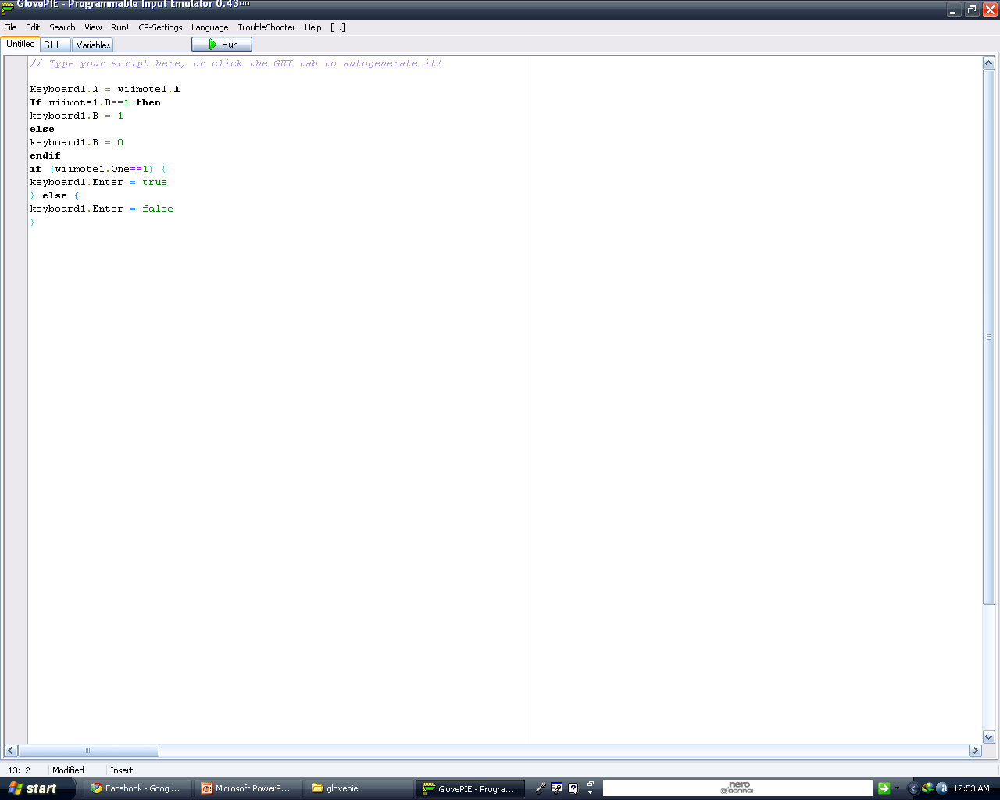 GlovePIE - Programmable Input Emulator 0.43
File Edit Search View Run! CP-Settings Language TroubleShooter Help [ .]
Untitled GUI Variables Run
// Type your script here, or click the GUI tab to autogenerate it!
Keyboard1.A = wiimote1.A
If wiimote1.B==1 then
keyboard1.B = 1
else
keyboard1.B = 0
endif
if (wiimote1.One==1) {
keyboard1.Enter = true
} else {
keyboard1.Enter = false
}
13: 2 Modified Insert
start Facebook - Googl... Microsoft PowerP... glovepie GlovePIE - Progra... nero SEARCH 12:53 AM